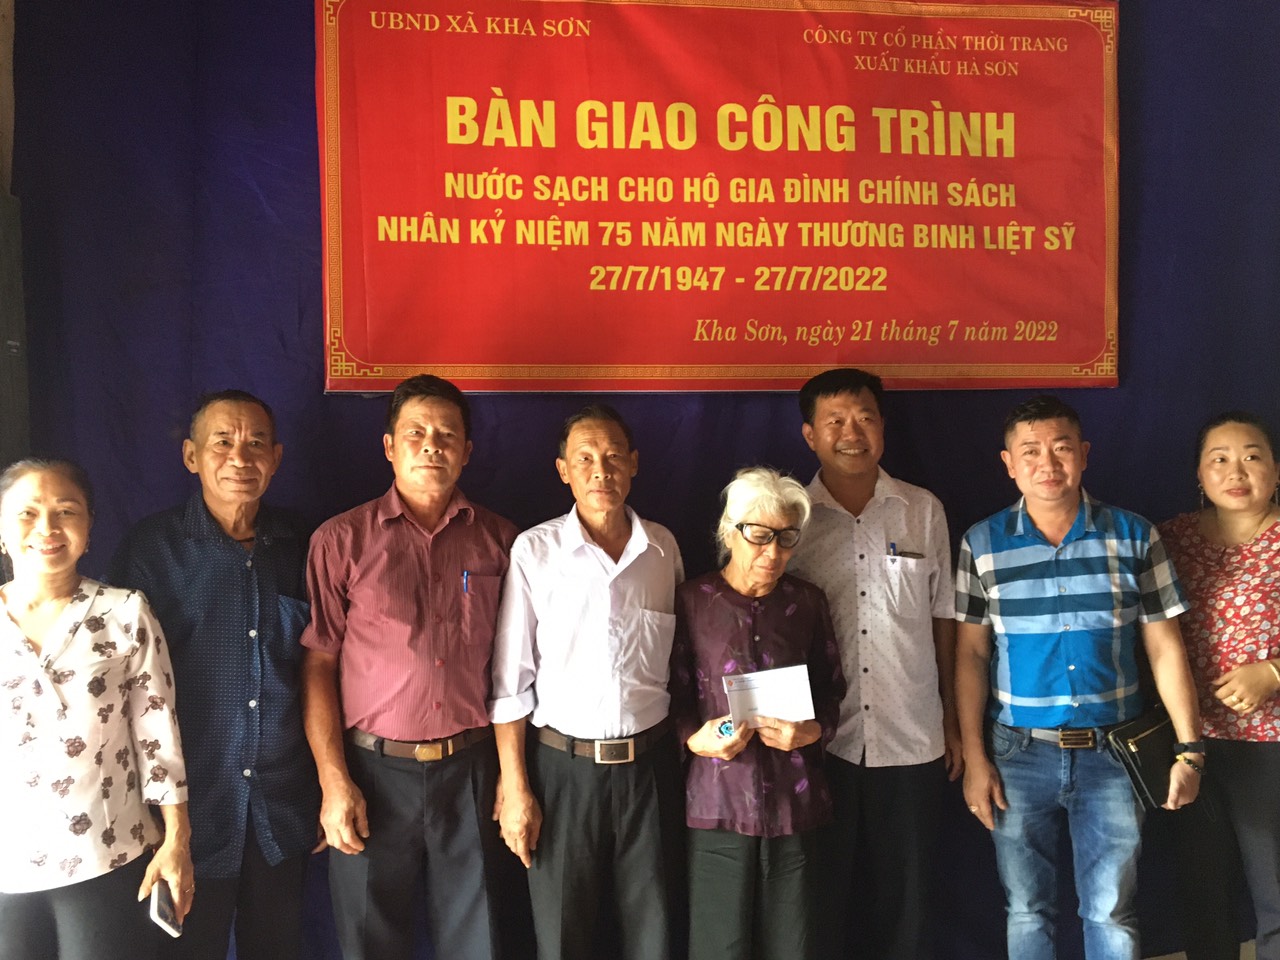 UBND XÃ KHA SƠN
CÔNG TY CỔ PHẦN THỜI TRANG
XUẤT KHẨU HÀ SƠN
BÀN GIAO CÔNG TRÌNH
NƯỚC SẠCH CHO HỘ GIA ĐÌNH CHÍNH SÁCH
NHÂN KỶ NIỆM 75 NĂM NGÀY THƯƠNG BINH LIỆT SỸ
27/7/1947 - 27/7/2022
Kha Sơn, ngày 21 tháng 7 năm 2022